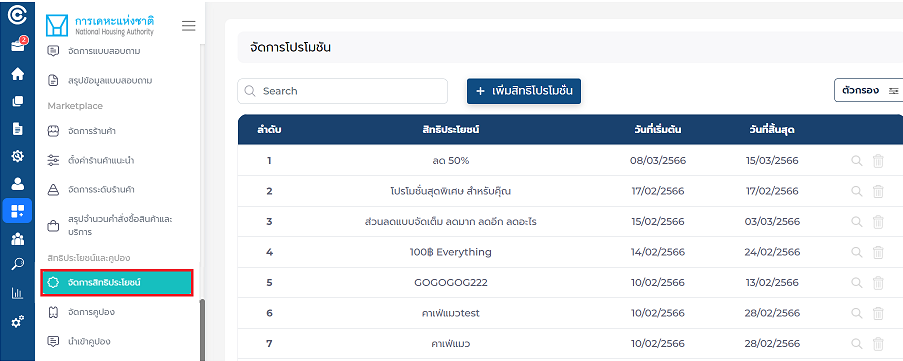 2
การเคหะแห่งชาติ
National Housing Authority
จัดการแบบสอบถาม
สรุปข้อมูลแบบสอบถาม
Marketplace
จัดการร้านค้า
ตั้งค่าร้านค้าแนะนำ
จัดการระดับร้านค้า
สรุปจำนวนคำสั่งซื้อสินค้าและ
บริการ
สิทธิประโยชน์และคูปอง
จัดการสิทธิประโยชน์
จัดการคูปอง
นำเข้าคูปอง
จัดการโปรโมชัน
Search
+ เพิ่มสิทธิโปรโมชัน
ตัวกรอง
ลำดับ สิทธิประโยชน์ วันที่เริ่มต้น วันที่สิ้นสุด
1 ลด 50% 08/03/2566 15/03/2566
2 โปรโมชั่นสุดพิเศษ สำหรับคุ๊ณ 17/02/2566 17/02/2566
3 ส่วนลดแบบจัดเต็ม ลดมาก ลดอีก ลดอะไร 15/02/2566 03/03/2566
4 100฿ Everything 14/02/2566 24/02/2566
5 GOGOGOG222 10/02/2566 13/02/2566
6 คาเฟ่แมวtest 10/02/2566 28/02/2566
7 คาเฟ่แมว 10/02/2566 28/02/2566